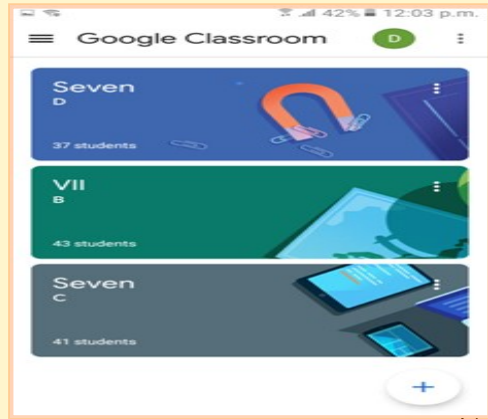 42% 12:03 p.m.
Google Classroom D
Seven
D
37 students
VII
B
43 students
Seven
C
41 students
+